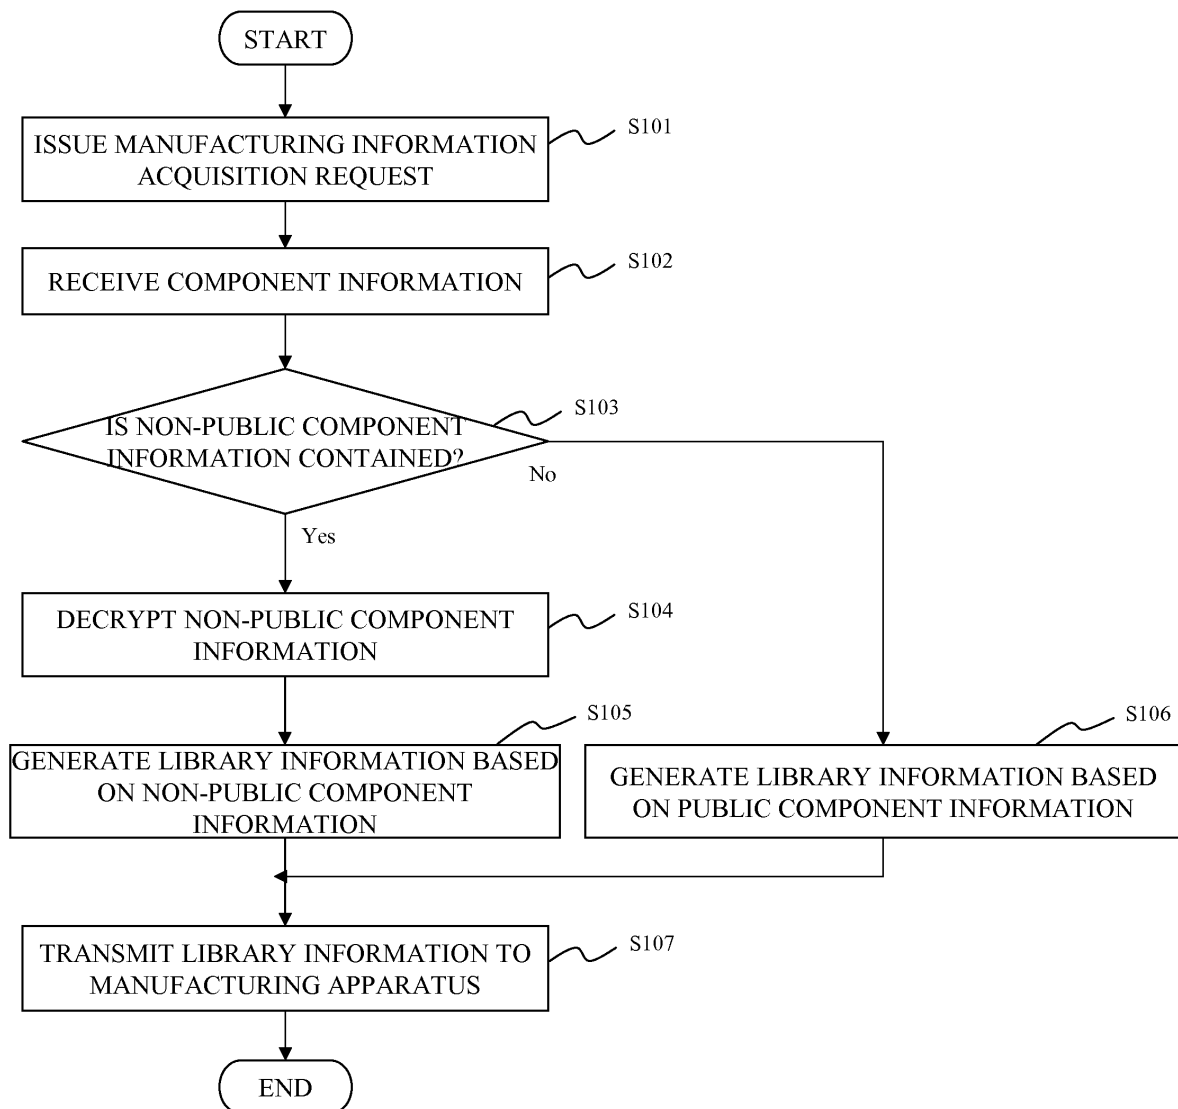 START
ISSUE MANUFACTURING INFORMATION
ACQUISITION REQUEST
S101
RECEIVE COMPONENT INFORMATION
S102
IS NON-PUBLIC COMPONENT
INFORMATION CONTAINED?
S103
No
Yes
DECRYPT NON-PUBLIC COMPONENT
INFORMATION
S104
GENERATE LIBRARY INFORMATION BASED
ON NON-PUBLIC COMPONENT
INFORMATION
S105
GENERATE LIBRARY INFORMATION BASED
ON PUBLIC COMPONENT INFORMATION
S106
TRANSMIT LIBRARY INFORMATION TO
MANUFACTURING APPARATUS
S107
END